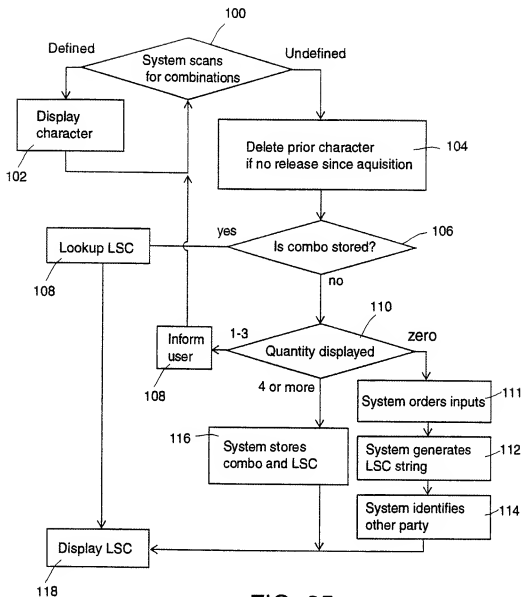 100
Defined
Undefined
System scans
for combinations
Display
character
102
Delete prior character
if no release since aquisition
104
yes
Is combo stored?
106
Lookup LSC
108
no
110
1-3
Inform
user
108
Quantity displayed
zero
4 or more
System orders inputs
111
116
System stores
combo and LSC
System generates
LSC string
112
System identifies
other party
114
Display LSC
118